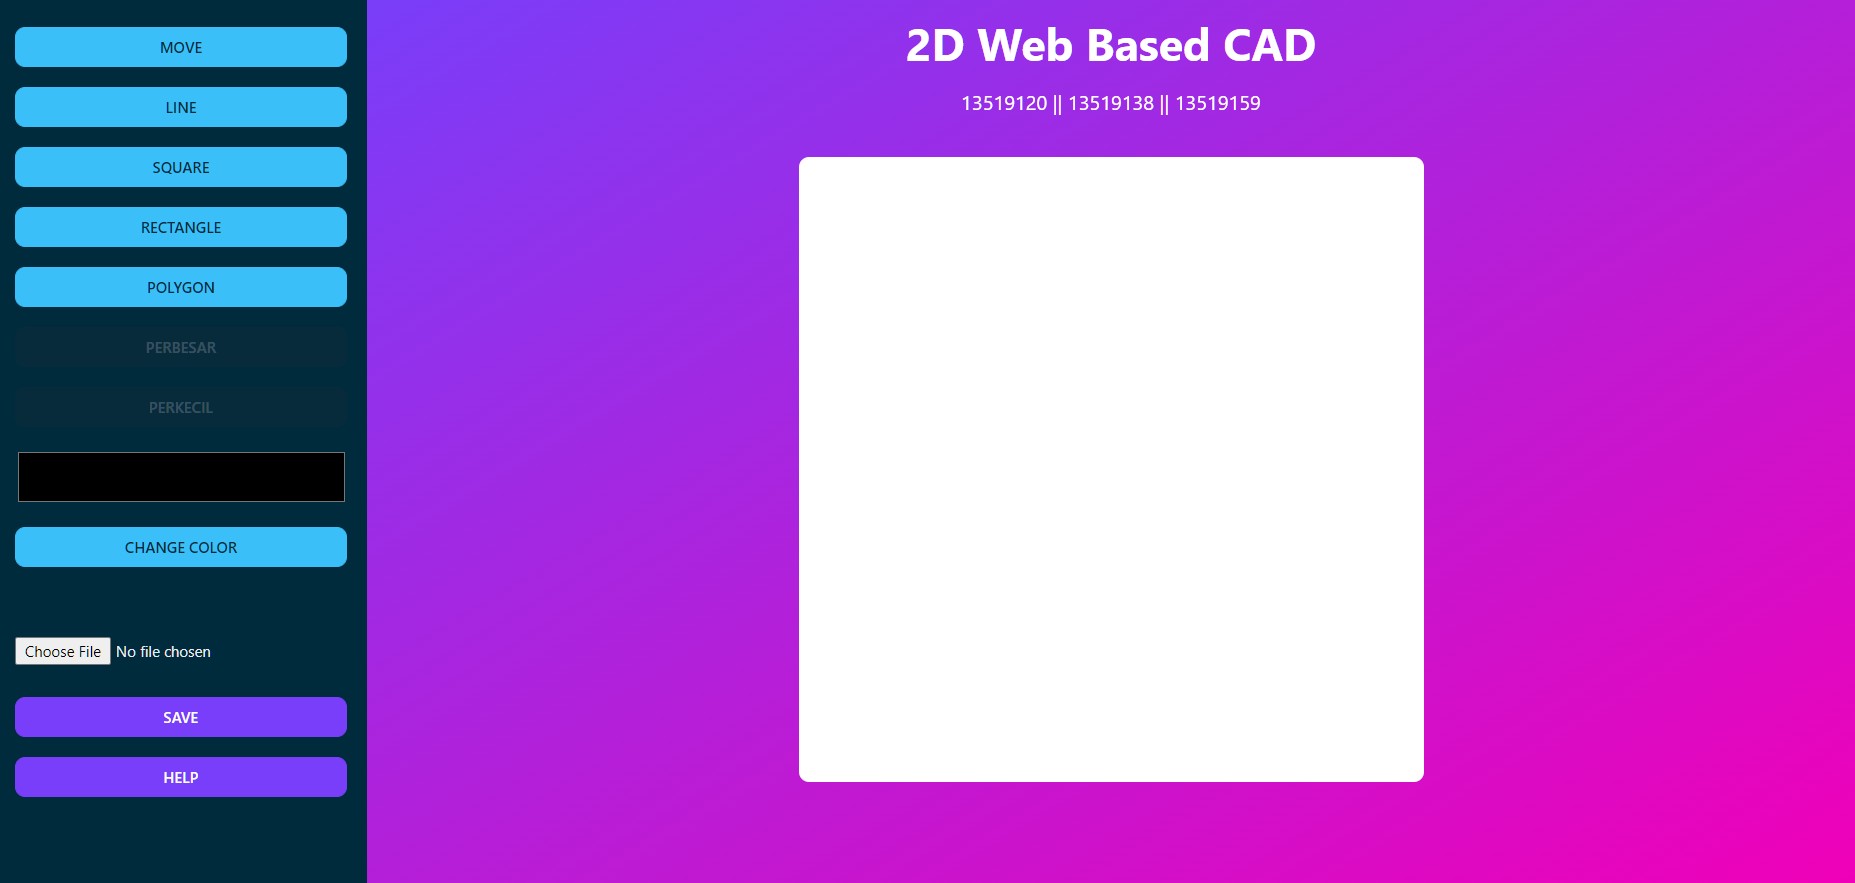 MOVE
LINE
SQUARE
RECTANGLE
POLYGON
PERBESAR
PERKECIL
CHANGE COLOR
Choose File No file chosen
SAVE
HELP
2D Web Based CAD
13519120 || 13519138 || 13519159